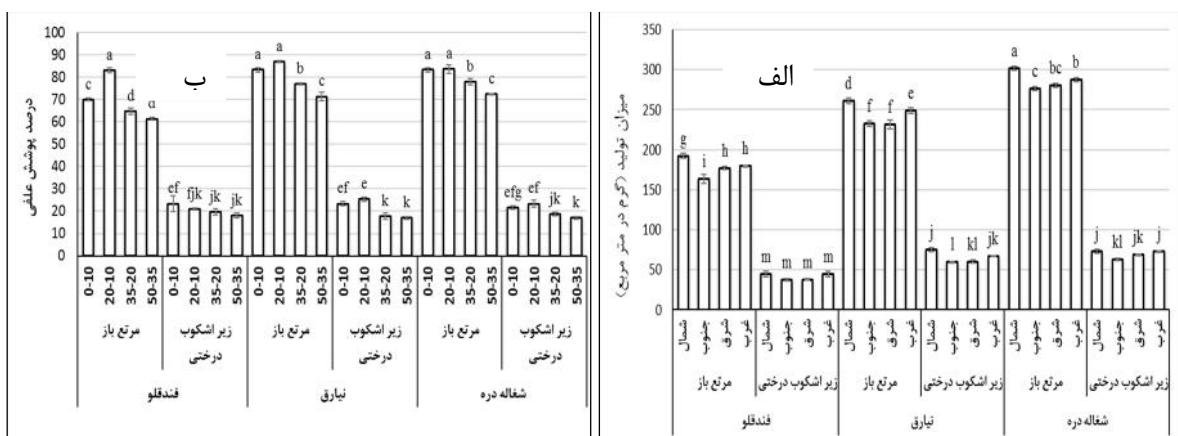 ب
درصد پوشش علفی
100
90
80
70
60
50
40
30
20
10
0
c a d d ef fjk jk jk a a b c ef e k k a a b c efg ef jk k
0-10 20-10 35-20 50-35 0-10 20-10 35-20 50-35 0-10 20-10 35-20 50-35 0-10 20-10 35-20 50-35 0-10 20-10 35-20 50-35 0-10 20-10 35-20 50-35
مرتع باز زیر اشکوب درختی مرتع باز زیر اشکوب درختی مرتع باز زیر اشکوب درختی
فندقلو نیارق شغاله دره
الف
میزان تولید (گرم در متر مربع)
350
300
250
200
150
100
50
0
g i h h m m m m d f f e j l kl jk a c bc b j kl jk j
شمال جنوب شرق غرب شمال جنوب شرق غرب شمال جنوب شرق غرب شمال جنوب شرق غرب شمال جنوب شرق غرب شمال جنوب شرق غرب
مرتع باز زیر اشکوب درختی مرتع باز زیر اشکوب درختی مرتع باز زیر اشکوب درختی
فندقلو نیارق شغاله دره